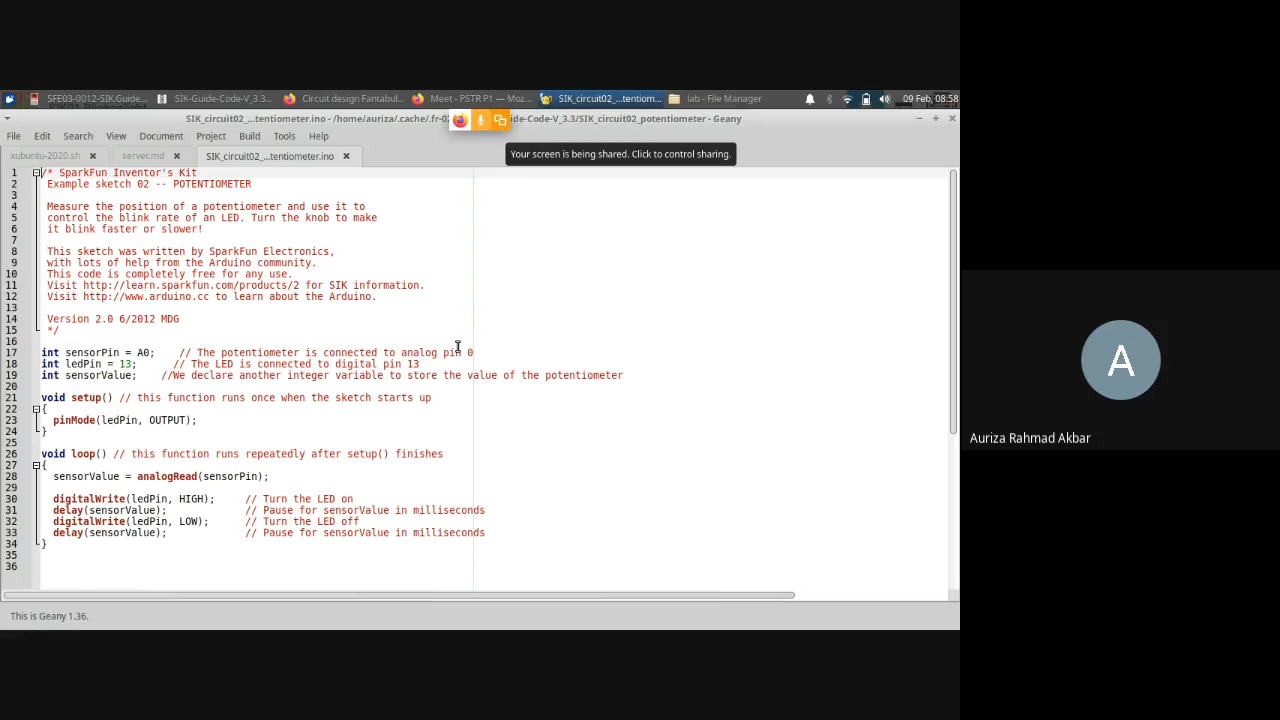 SFE03-0012-SIK.Guide... SIK-Guide-Code-V_3.3... Circuit design Fantabul... Meet - PSTR P1 — Moz... SIK_circuit02_...tentiom... lab - File Manager 09 Feb, 08:58
SIK_circuit02_...tentiometer.ino - /home/auriza/.cache/.fr-0 ide-Code-V_3.3/SIK_circuit02_potentiometer - Geany
File Edit Search View Document Project Build Tools Help
Your screen is being shared. Click to control sharing.
xubuntu-2020.sh server.md SIK_circuit02_...tentiometer.ino
1 /* SparkFun Inventor's Kit
2 Example sketch 02 -- POTENTIOMETER
3
4 Measure the position of a potentiometer and use it to
5 control the blink rate of an LED. Turn the knob to make
6 it blink faster or slower!
7
8 This sketch was written by SparkFun Electronics,
9 with lots of help from the Arduino community.
10 This code is completely free for any use.
11 Visit http://learn.sparkfun.com/products/2 for SIK information.
12 Visit http://www.arduino.cc to learn about the Arduino.
13
14 Version 2.0 6/2012 MDG
15 */
16
17 int sensorPin = A0; // The potentiometer is connected to analog pin 0
18 int ledPin = 13; // The LED is connected to digital pin 13
19 int sensorValue; //We declare another integer variable to store the value of the potentiometer
20
21 void setup() // this function runs once when the sketch starts up
22 {
23 pinMode(ledPin, OUTPUT);
24 }
25
26 void loop() // this function runs repeatedly after setup() finishes
27 {
28 sensorValue = analogRead(sensorPin);
29
30 digitalWrite(ledPin, HIGH); // Turn the LED on
31 delay(sensorValue); // Pause for sensorValue in milliseconds
32 digitalWrite(ledPin, LOW); // Turn the LED off
33 delay(sensorValue); // Pause for sensorValue in milliseconds
34 }
35
36
This is Geany 1.36.
A
Auriza Rahmad Akbar